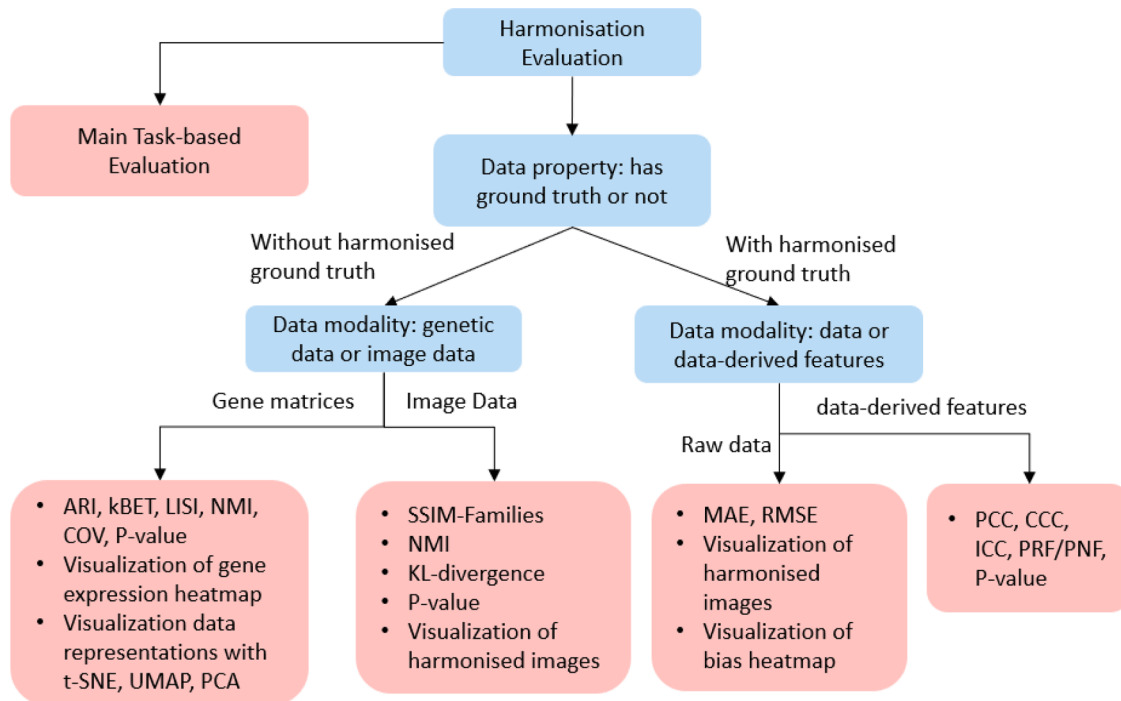 Harmonisation
Evaluation
Main Task-based
Evaluation
Data property: has
ground truth or not
Without harmonised
ground truth
With harmonised
ground truth
Data modality: genetic
data or image data
Data modality: data or
data-derived features
Gene matrices
Image Data
Raw data
data-derived features
• ARI, kBET, LISI, NMI,
COV, P-value
• Visualization of gene
expression heatmap
• Visualization data
representations with
t-SNE, UMAP, PCA
• SSIM-Families
• NMI
• KL-divergence
• P-value
• Visualization of
harmonised images
• MAE, RMSE
• Visualization of
harmonised
images
• Visualization of
bias heatmap
• PCC, CCC,
ICC, PRF/PNF,
P-value